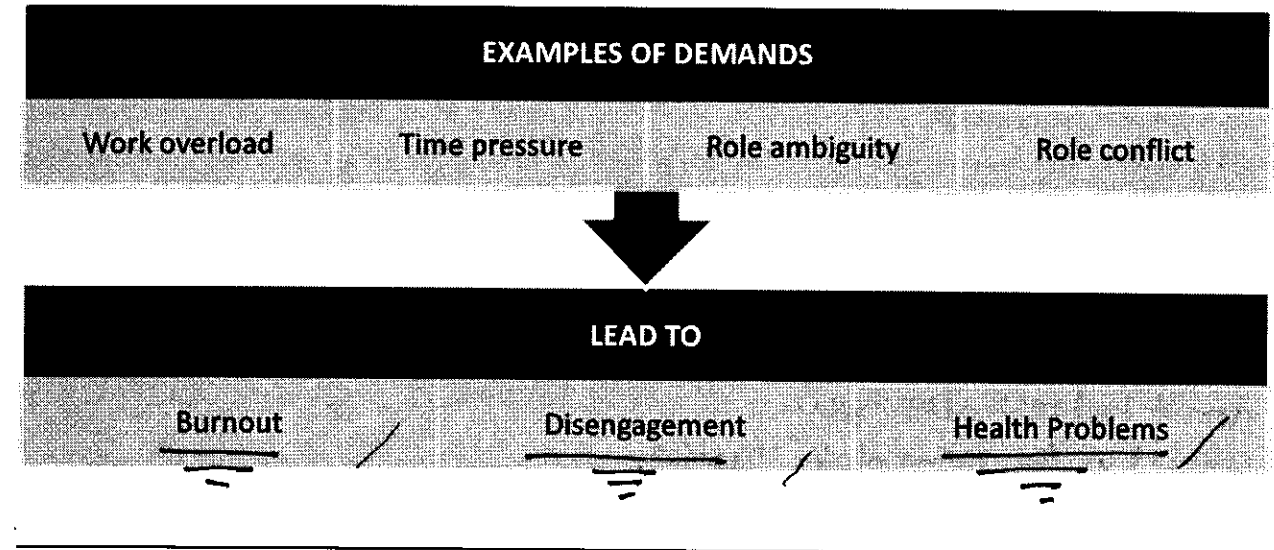 EXAMPLES OF DEMANDS
Work overload Time pressure Role ambiguity Role conflict
LEAD TO
Burnout Disengagement Health Problems